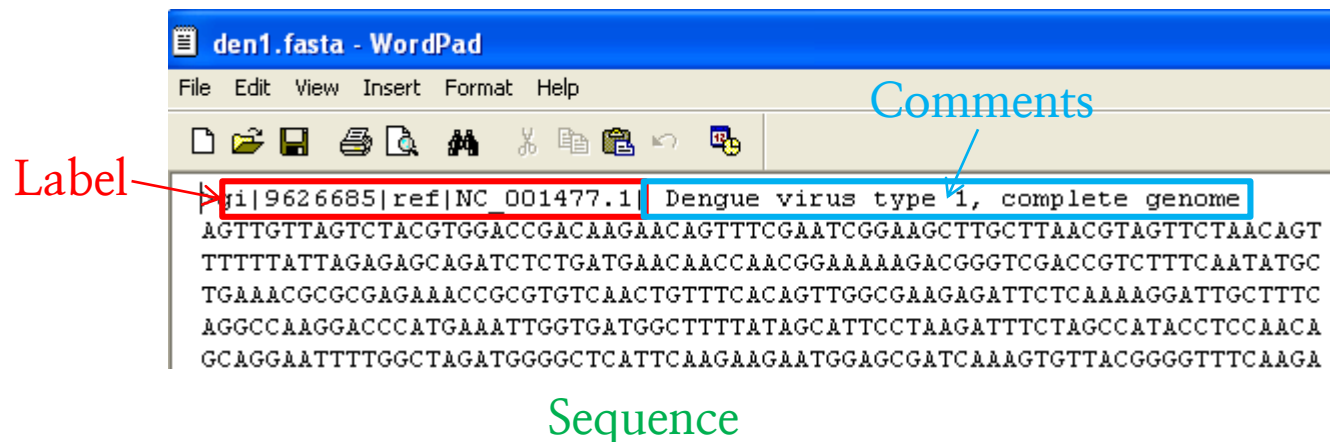 den1.fasta - WordPad
File Edit View Insert Format Help
Comments
Label
>gi|9626685|ref|NC_001477.1| Dengue virus type 1, complete genome
AGTTGTTAGTCTACGTGGACCGACAAGAACAGTTTCGAATCGGAAGCTTGCTTAACGTAGTTCTAACAGT
TTTTTATTAGAGAGCAGATCTCTGATGAACAACCAACGGAAAAAGACGGGTCGACCGTCTTTCAATATGC
TGAAACGCGCGAGAAACCGCGTGTCAACTGTTTCACAGTTGGCGAAGAGATTCTCAAAAGGATTGCTTTC
AGGCCAAGGACCCATGAAATTGGTGATGGCTTTTATAGCATTCCTAAGATTTCTAGCCATACCTCCAACA
GCAGGAATTTTGGCTAGATGGGGCTCATTCAAGAAGAATGGAGCGATCAAAGTGTTACGGGGTTTCAAGA
Sequence